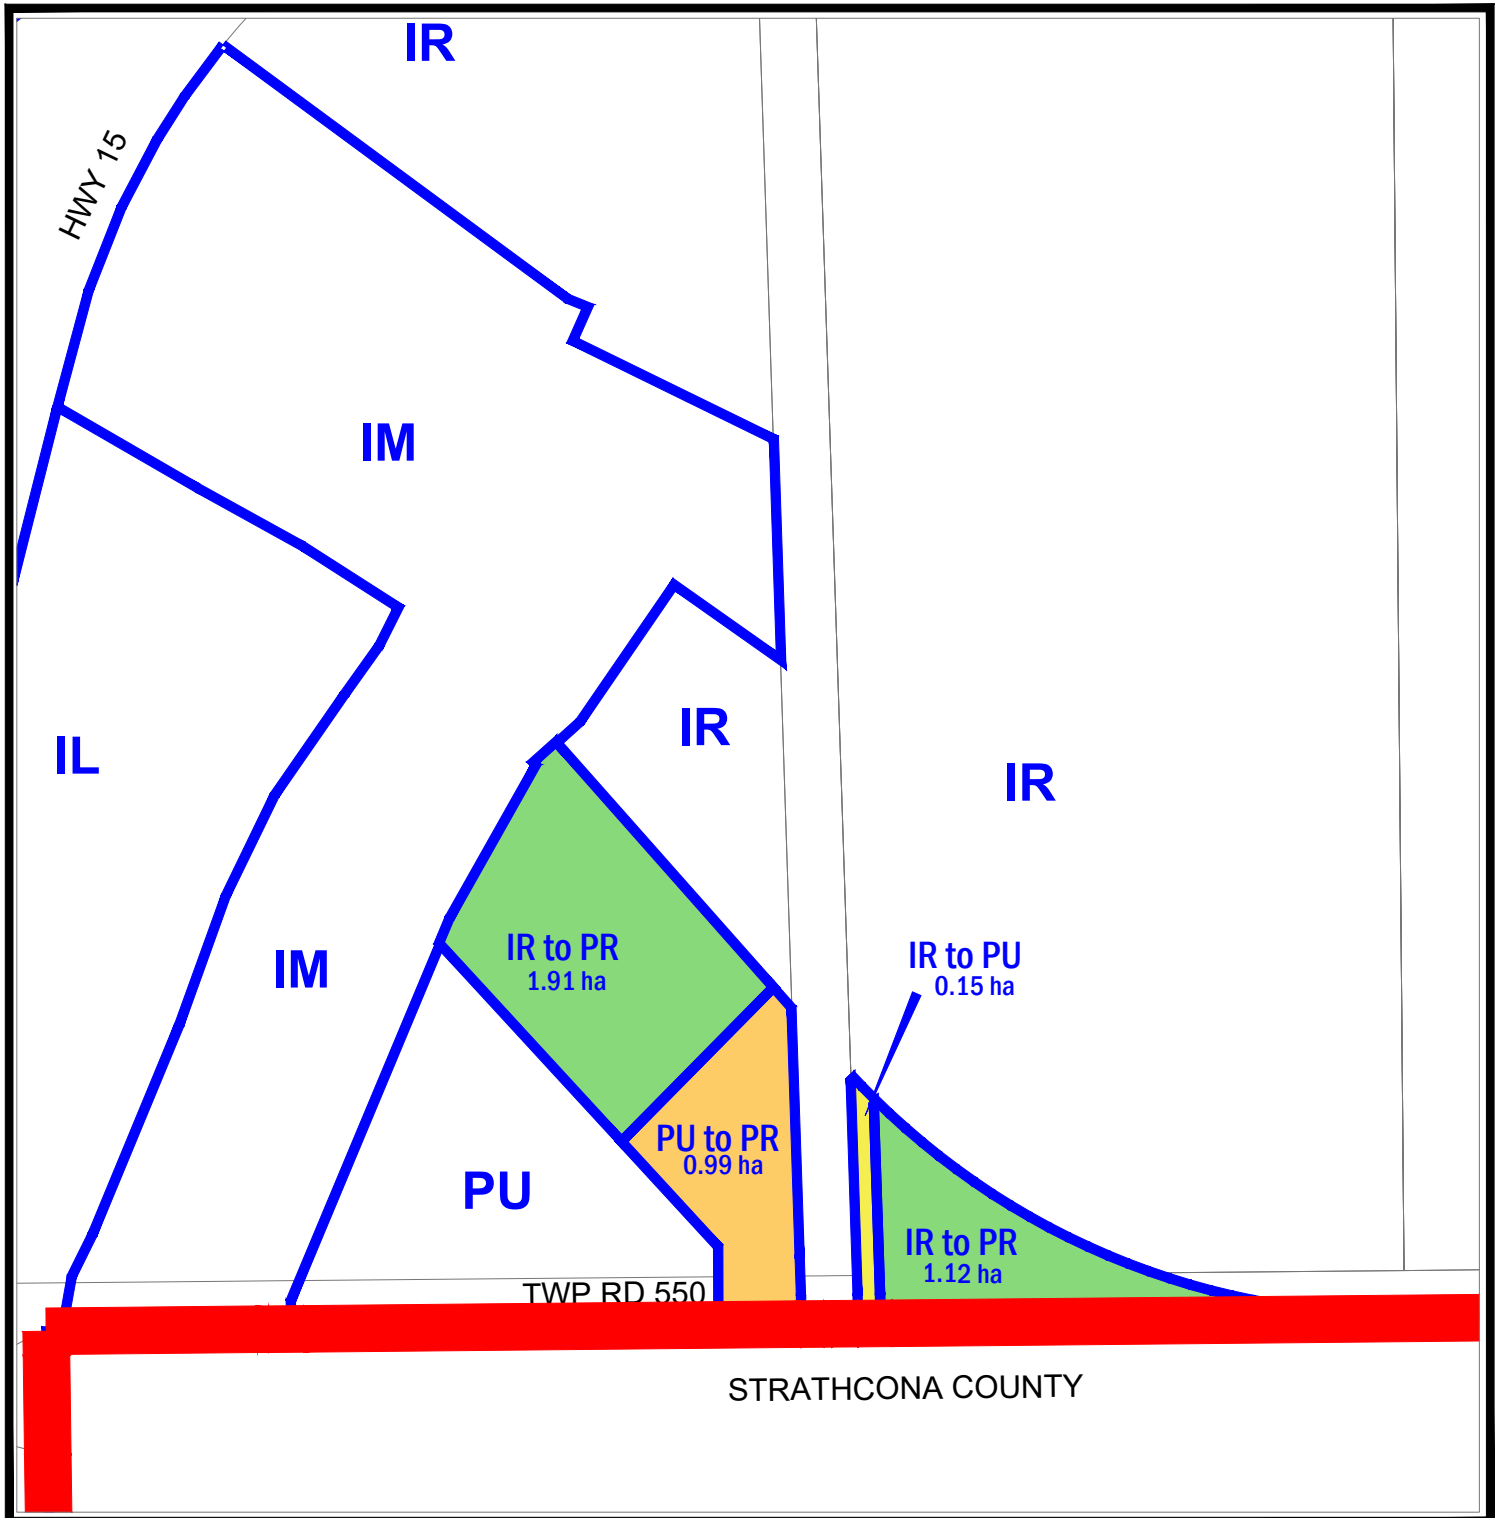 IR
HWY 15
IM
IR
IL
IR
IR to PR
1.91 ha
IR to PU
0.15 ha
IM
PU to PR
0.99 ha
PU
IR to PR
1.12 ha
TWP RD 550
STRATHCONA COUNTY